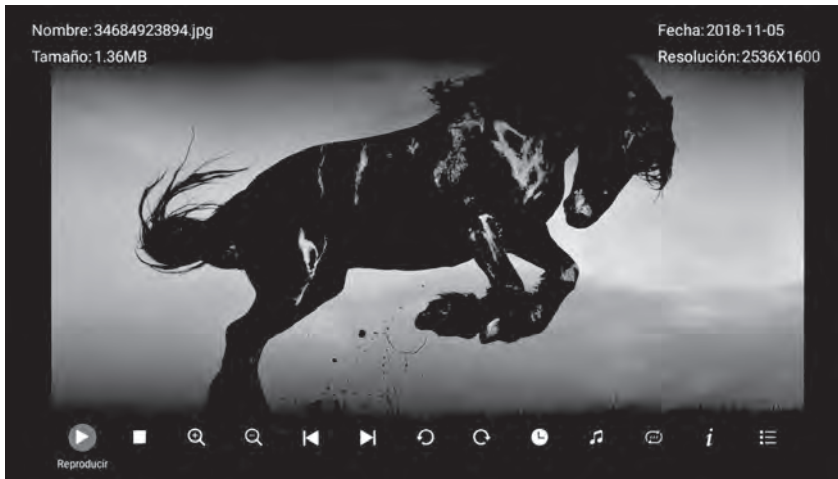 Nombre: 34684923894.jpg
Tamaño: 1.36MB
Fecha: 2018-11-05
Resolución: 2536X1600
Reproducir